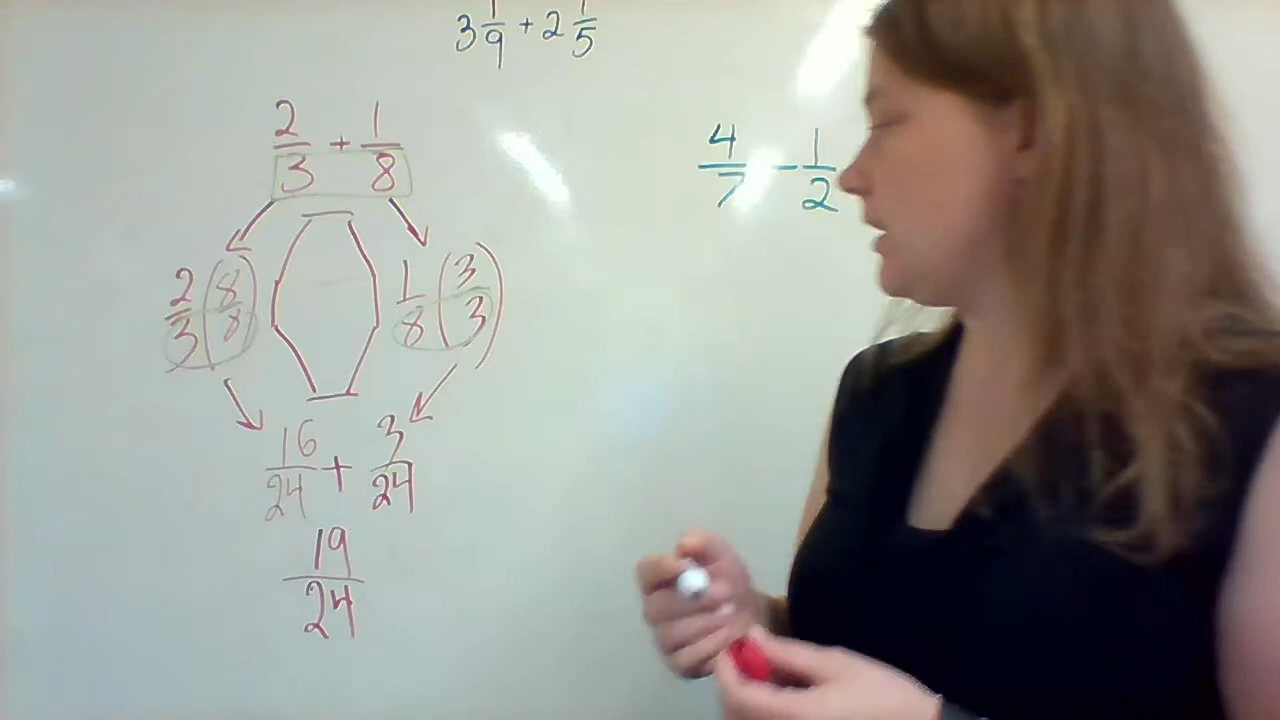 3 1/9 + 2 1/5
2/3 + 1/8
4/7 - 1/2
2/3 (8/8) 1/8 (3/3)
16/24 + 3/24
19/24